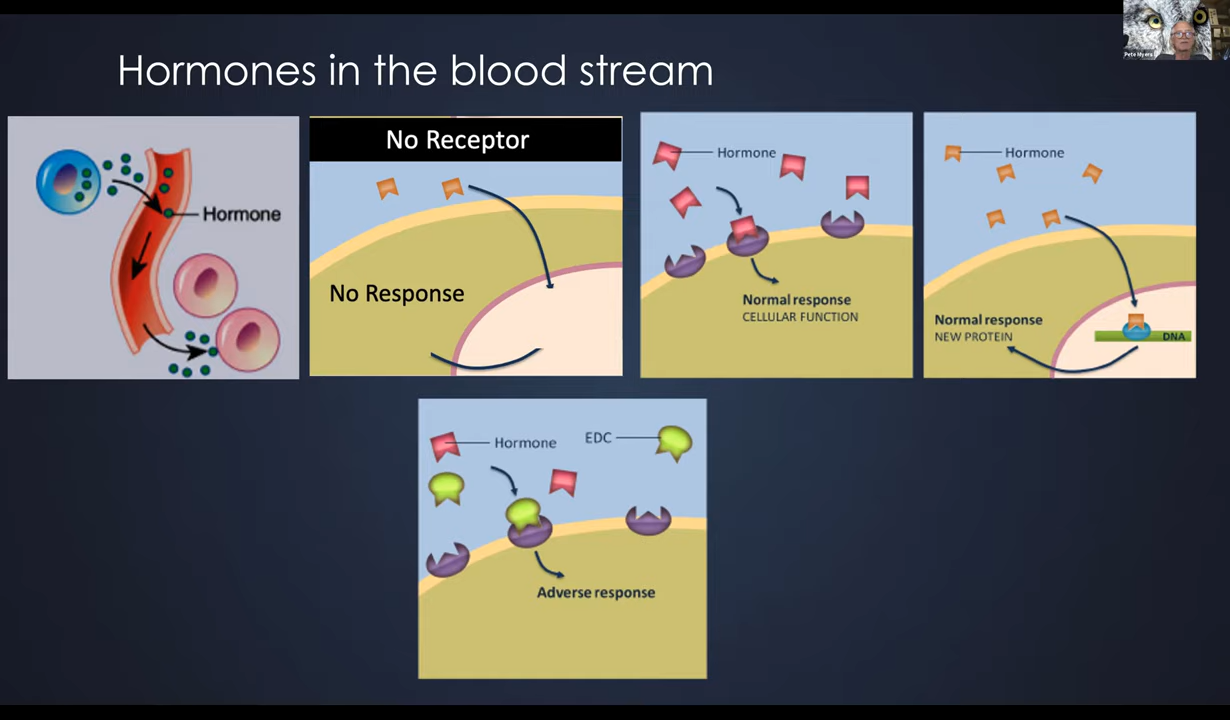 Pete Myers
Hormones in the blood stream
Hormone
No Receptor
No Response
Hormone
Normal response
CELLULAR FUNCTION
Hormone
Normal response
NEW PROTEIN
DNA
Hormone
EDC
Adverse response